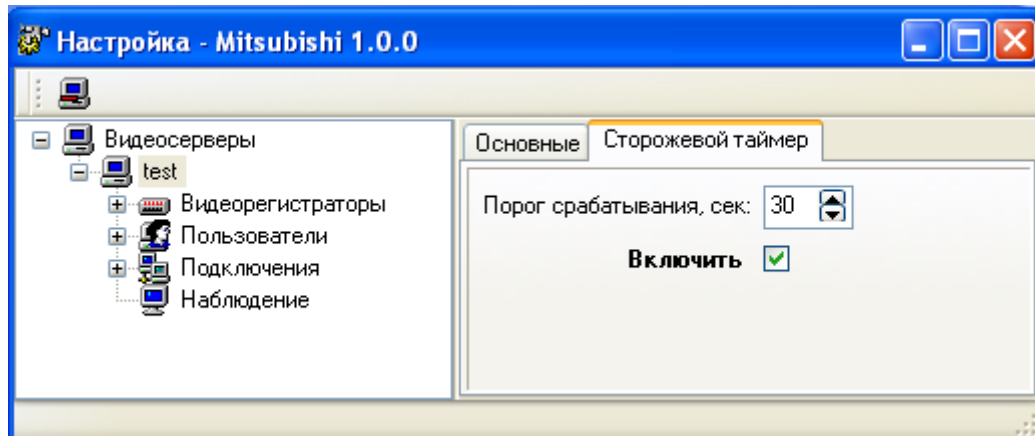 Настройка - Mitsubishi 1.0.0
Видеосерверы
test
Видеорегистраторы
Пользователи
Подключения
Наблюдение
Основные
Сторожевой таймер
Порог срабатывания, сек: 30
Включить